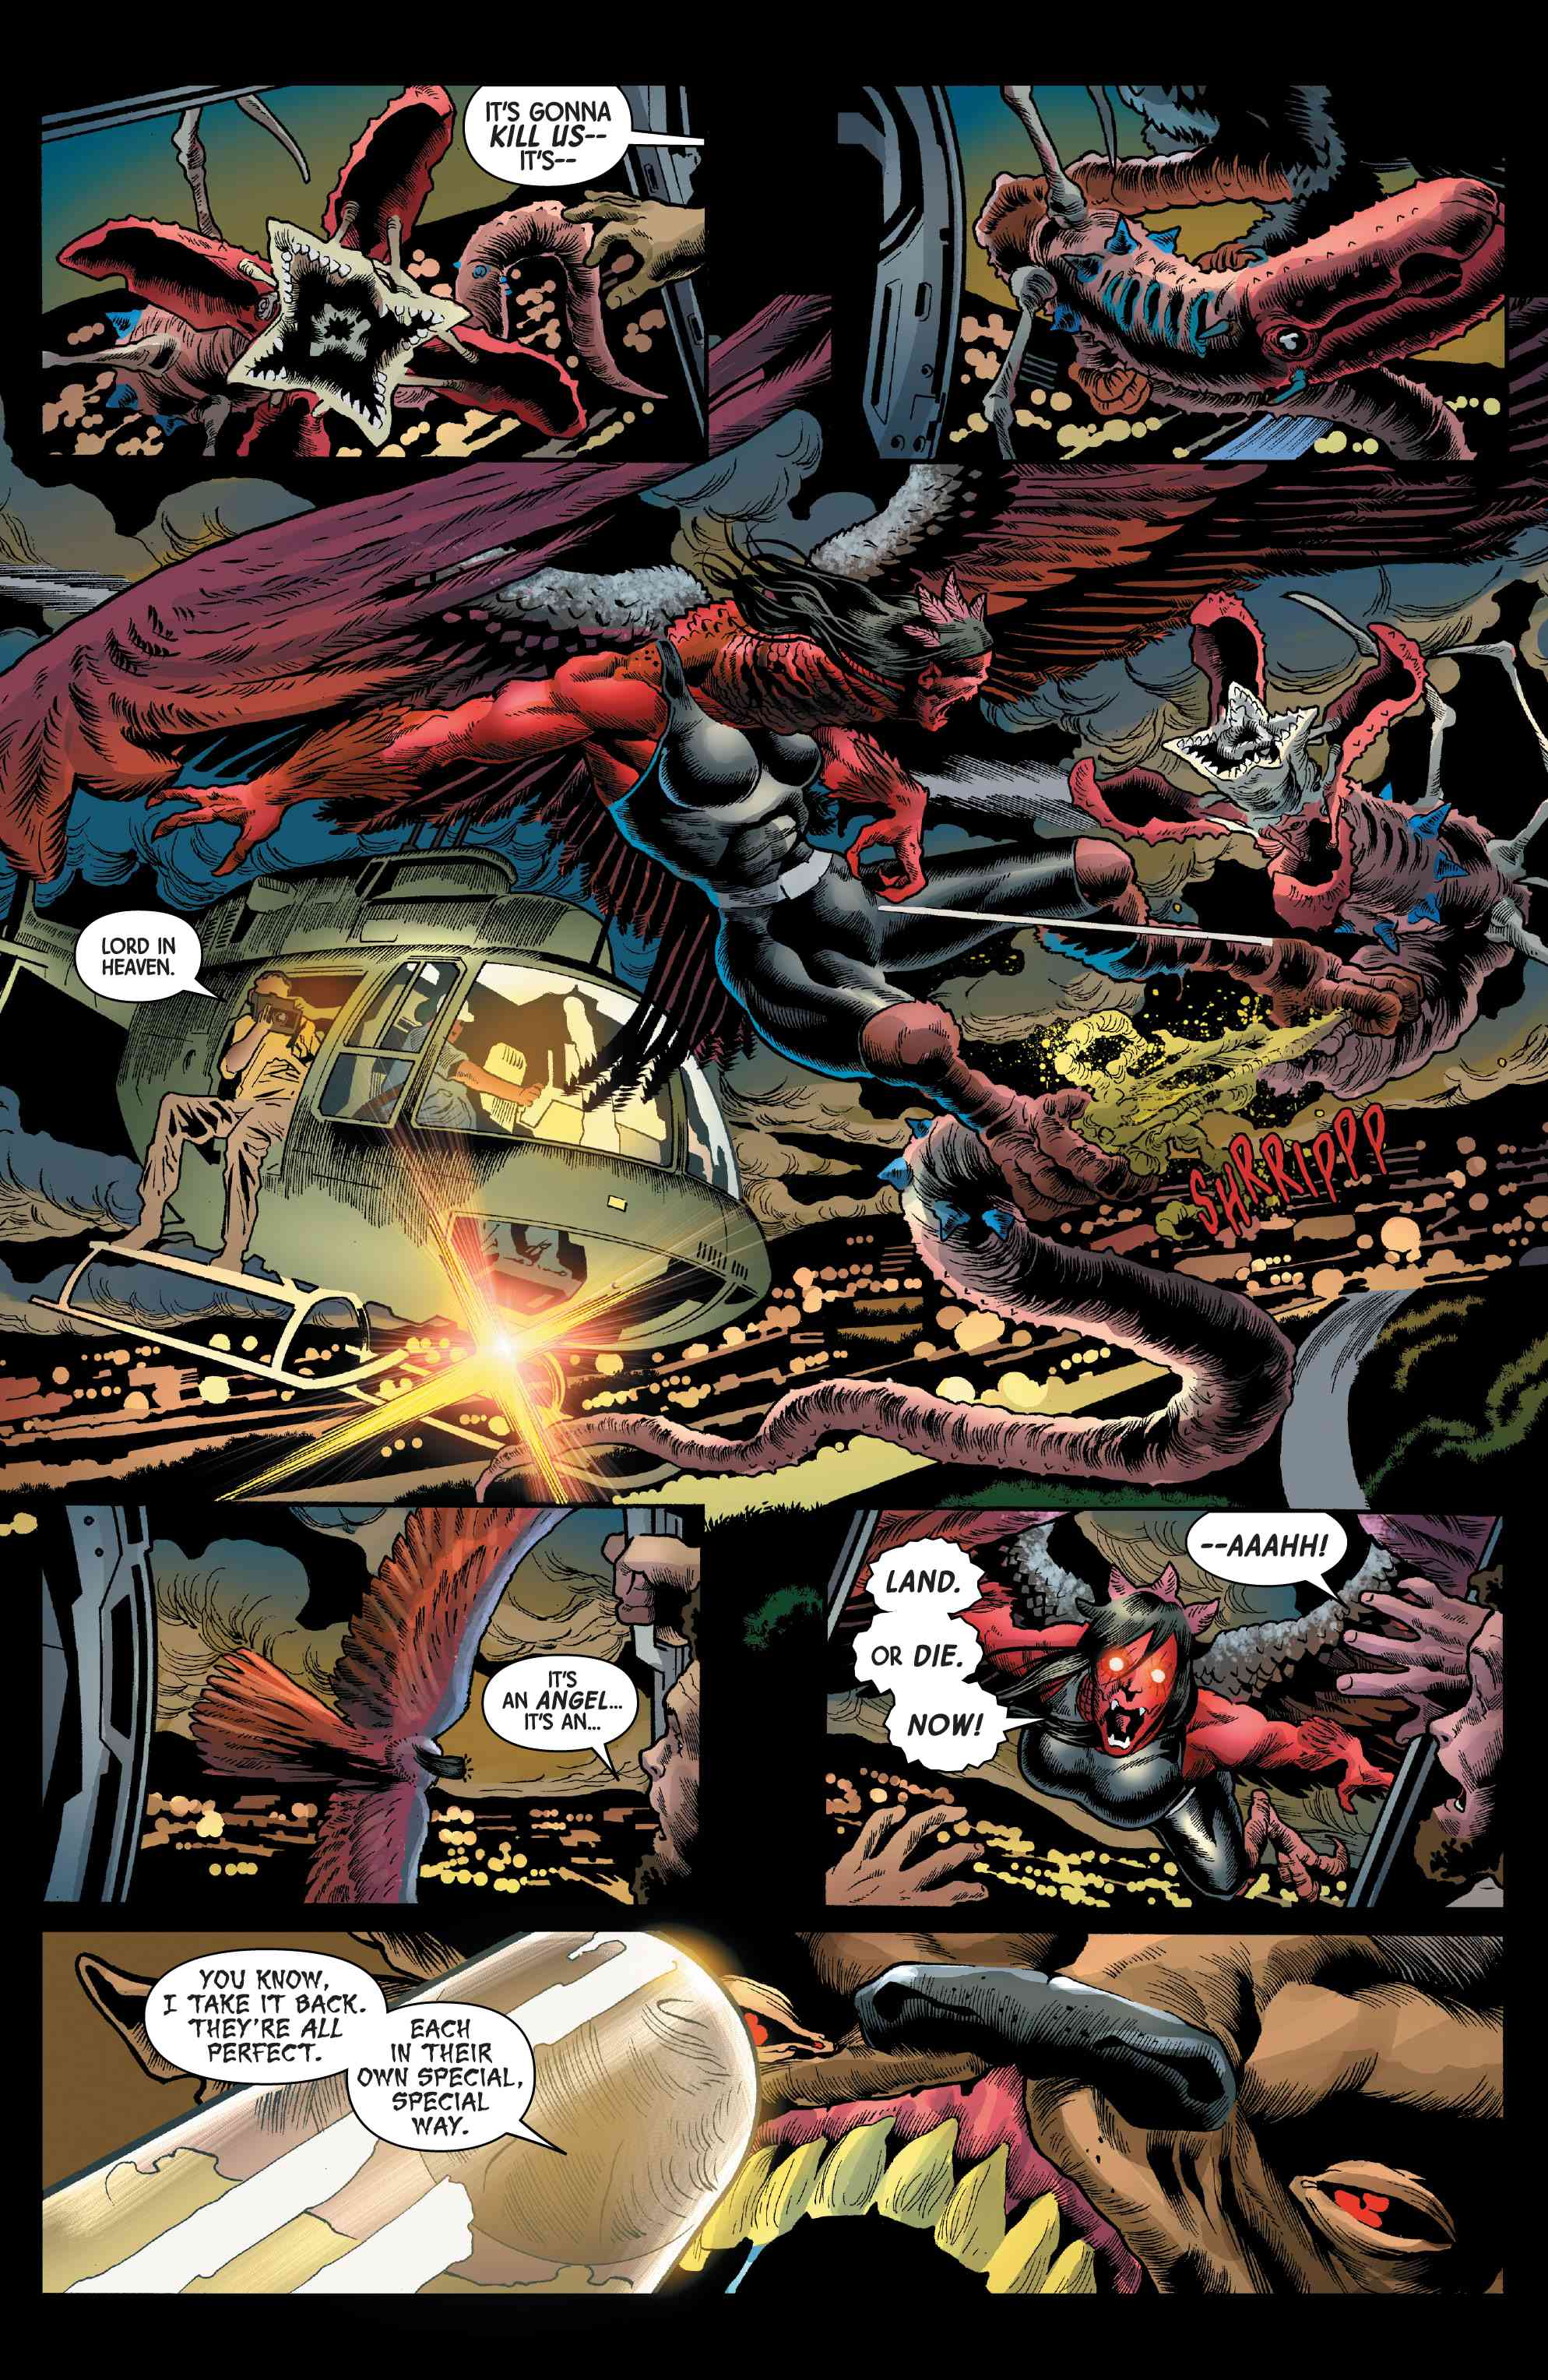 IT'S GONNA
KILL US--
IT'S--
LORD IN
HEAVEN.
SHRRRIPPP
IT'S
AN ANGEL...
IT'S AN...
LAND.
OR DIE.
NOW!
--AAAHH!
YOU KNOW,
I TAKE IT BACK.
THEY'RE ALL
PERFECT.
EACH
IN THEIR
OWN SPECIAL,
SPECIAL
WAY.